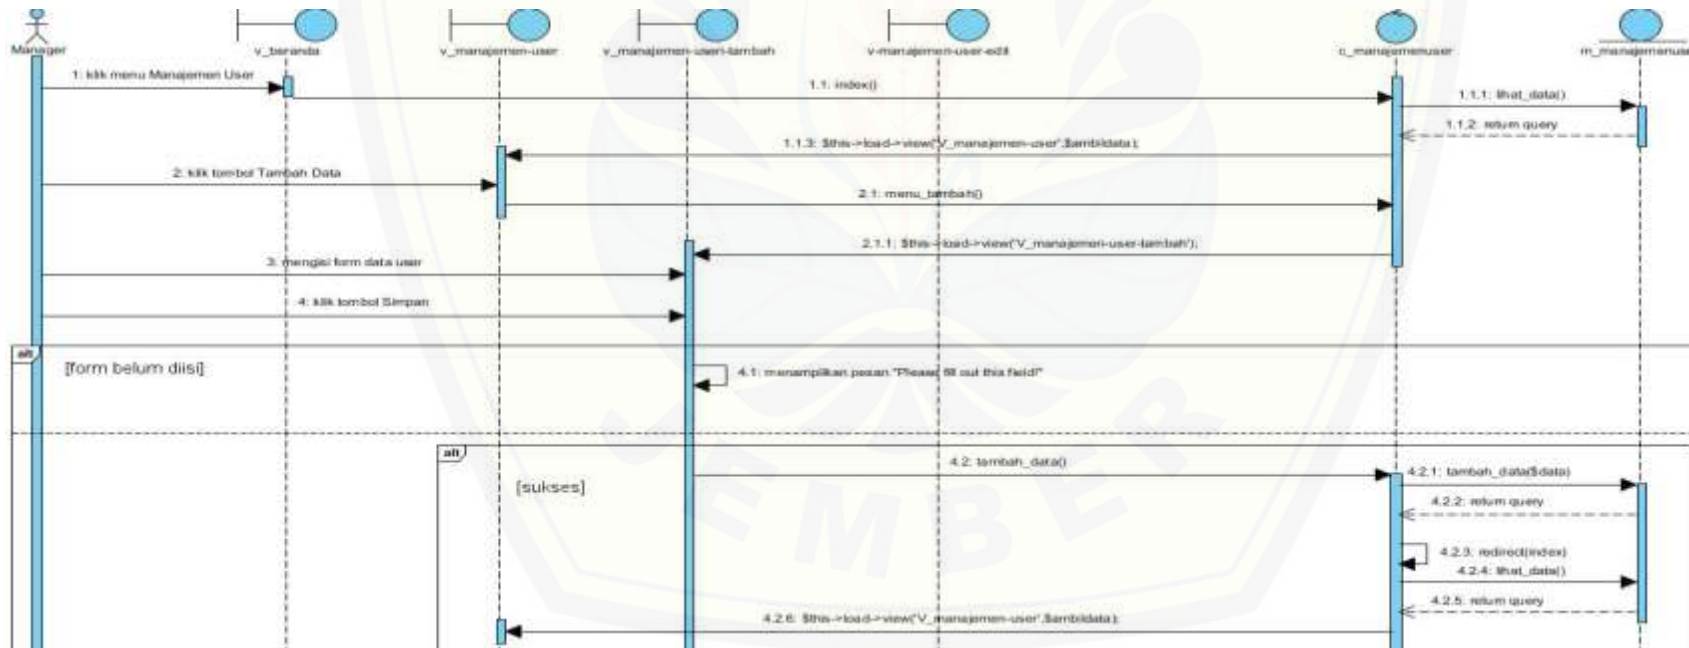 Manager
v_beranda
v_manajemen-user
v_manajemen-useri-tambah
v-manajemen-user-edit
c_manajemenuser
m_manajemenuse
1: klik menu Manajemen User
1.1: index()
1.1.1: lihat_data()
1.1.2: return query
1.1.3: $this->load->view('V_manajemen-user',$ambildata);
2: klik tombol Tambah Data
2.1: menu_tambah()
2.1.1: $this->load->view('V_manajemen-user-tambah');
3: mengisi form data user
4: klik tombol Simpan
alt
[form belum diisi]
4.1: menampilkan pesan "Please, fill out this field!"
alt
4.2: tambah_data()
4.2.1: tambah_data($data)
[sukses]
4.2.2: return query
4.2.3: redirect(index)
4.2.4: lihat_data()
4.2.5: return query
4.2.6: $this->load->view('V_manajemen-user',$ambildata);
JEMBER